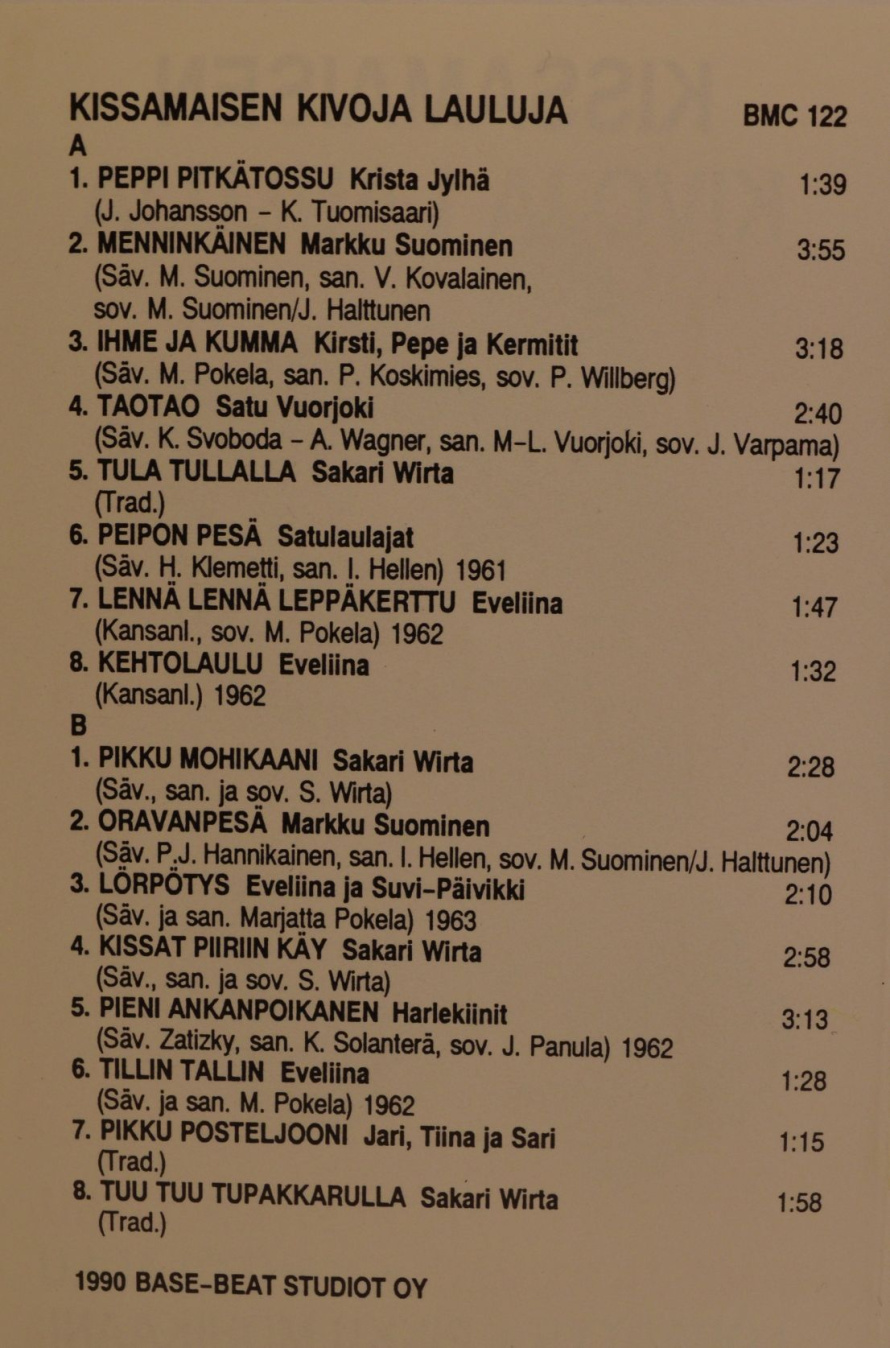 KISSAMAISEN KIVOJA LAULUJA BMC 122
A
1. PEPPI PITKÄTOSSU Krista Jylhä 1:39
(J. Johansson – K. Tuomisaari)
2. MENNINKÄINEN Markku Suominen 3:55
(Säv. M. Suominen, san. V. Kovalainen,
sov. M. Suominen/J. Halttunen
3. IHME JA KUMMA Kirsti, Pepe ja Kermitit 3:18
(Säv. M. Pokela, san. P. Koskimies, sov. P. Willberg)
4. TAOTAO Satu Vuorjoki 2:40
(Säv. K. Svoboda – A. Wagner, san. M–L. Vuorjoki, sov. J. Varpama)
5. TULA TULLALLA Sakari Wirta 1:17
(Trad.)
6. PEIPON PESÄ Satulaulajat 1:23
(Säv. H. Klemetti, san. I. Hellen) 1961
7. LENNÄ LENNÄ LEPPÄKERTTU Eveliina 1:47
(Kansanl., sov. M. Pokela) 1962
8. KEHTOLAULU Eveliina 1:32
(Kansanl.) 1962
B
1. PIKKU MOHIKAANI Sakari Wirta 2:28
(Säv., san. ja sov. S. Wirta)
2. ORAVANPESÄ Markku Suominen 2:04
(Säv. P.J. Hannikainen, san. I. Hellen, sov. M. Suominen/J. Halttunen)
3. LÖRPÖTYS Eveliina ja Suvi–Päivikki 2:10
(Säv. ja san. Marjatta Pokela) 1963
4. KISSAT PIIRIIN KÄY Sakari Wirta 2:58
(Säv., san. ja sov. S. Wirta)
5. PIENI ANKANPOIKANEN Harlekiinit 3:13
(Säv. Zatizky, san. K. Solanterä, sov. J. Panula) 1962
6. TILLIN TALLIN Eveliina 1:28
(Säv. ja san. M. Pokela) 1962
7. PIKKU POSTELJOONI Jari, Tiina ja Sari 1:15
(Trad.)
8. TUU TUU TUPAKKARULLA Sakari Wirta 1:58
(Trad.)
1990 BASE–BEAT STUDIOT OY